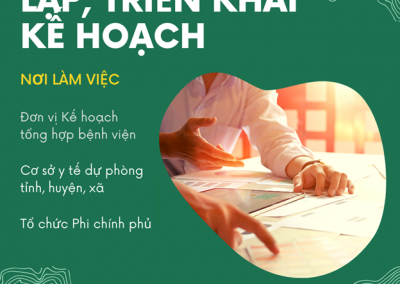 LẬP, TRIỂN KHAI
KẾ HOẠCH
NƠI LÀM VIỆC
Đơn vị Kế hoạch
tổng hợp bệnh viện
Cơ sở y tế dự phòng
tỉnh, huyện, xã
Tổ chức Phi chính phủ